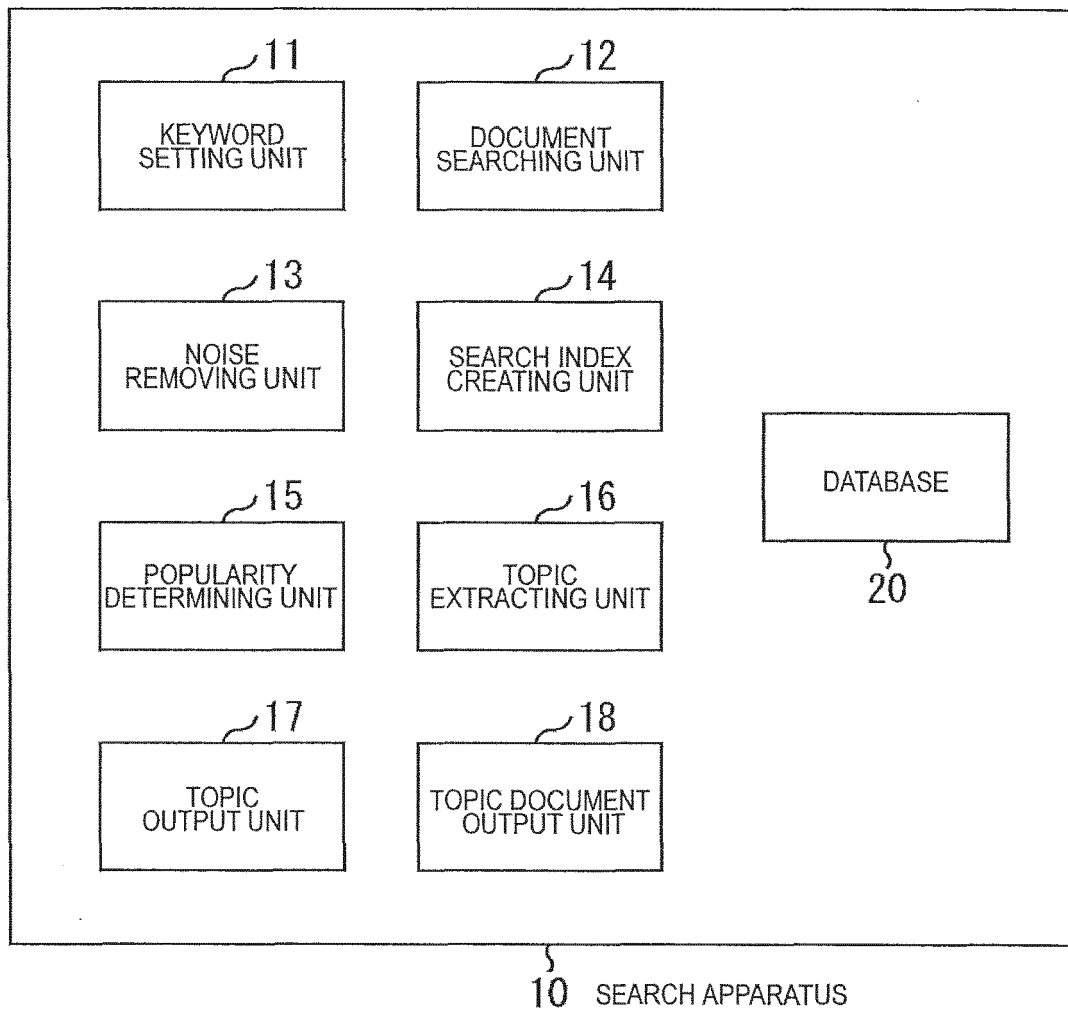 11
KEYWORD
SETTING UNIT
12
DOCUMENT
SEARCHING UNIT
13
NOISE
REMOVING UNIT
14
SEARCH INDEX
CREATING UNIT
15
POPULARITY
DETERMINING UNIT
16
TOPIC
EXTRACTING UNIT
DATABASE
20
17
TOPIC
OUTPUT UNIT
18
TOPIC DOCUMENT
OUTPUT UNIT
10 SEARCH APPARATUS